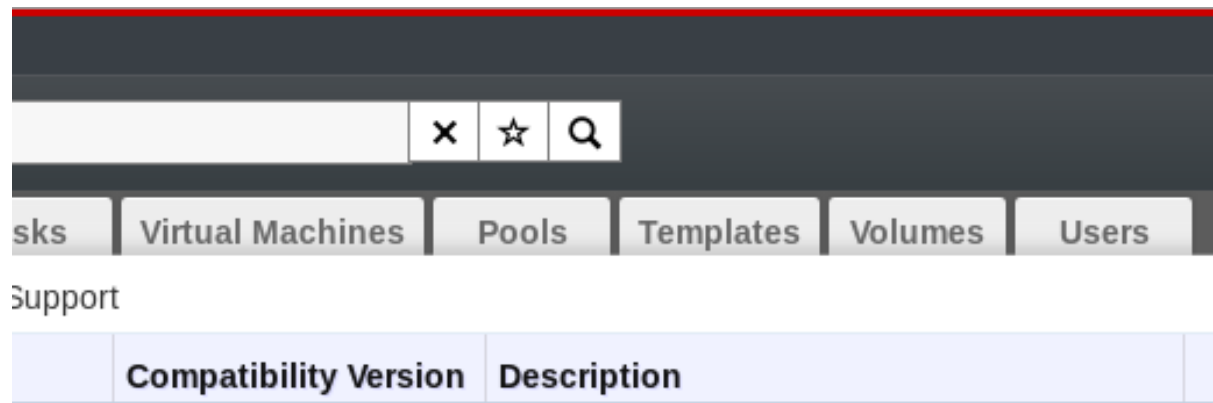 sks Virtual Machines Pools Templates Volumes Users
Support
Compatibility Version Description